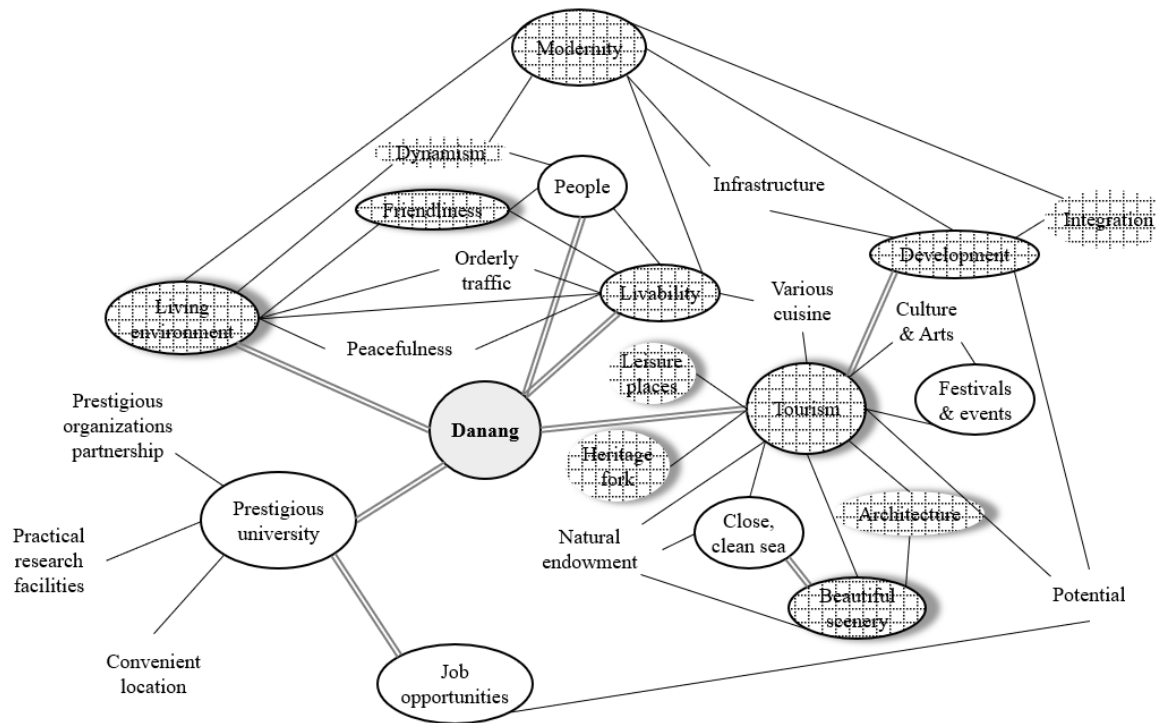 Modernity
Dynamism
People
Infrastructure
Friendliness
Integration
Development
Orderly
traffic
Living
environment
Livability
Various
cuisine
Culture
& Arts
Peacefulness
Leisure
places
Festivals
& events
Prestigious
organizations
partnership
Danang
Tourism
Heritage
fork
Prestigious
university
Close,
clean sea
Architecture
Practical
research
facilities
Natural
endowment
Beautiful
scenery
Potential
Convenient
location
Job
opportunities